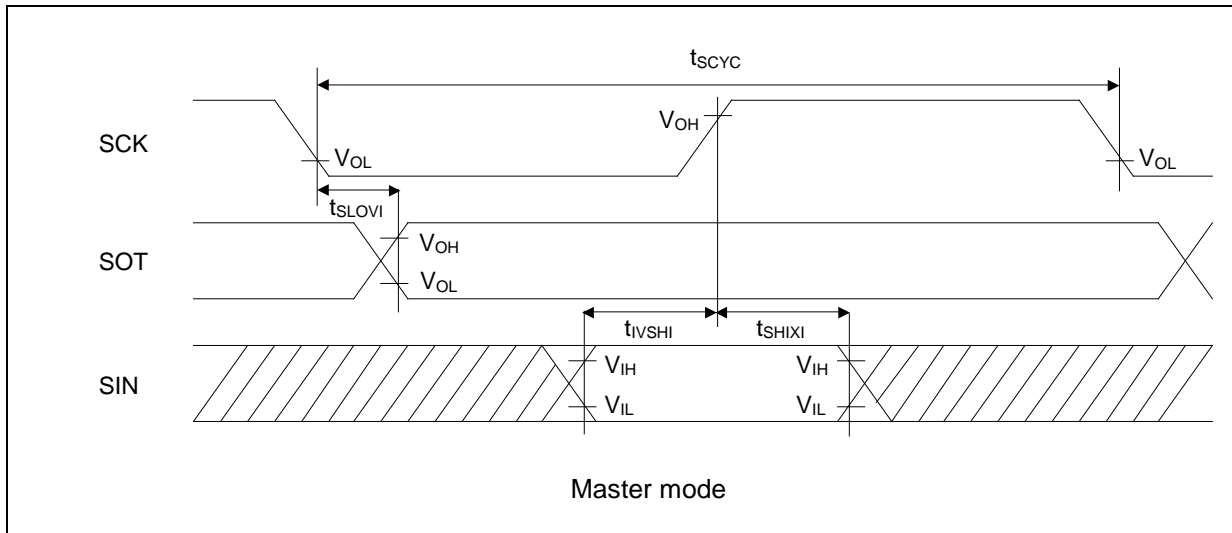 tSCYC
SCK
VOH
VOL
VOL
tSLOVI
SOT
VOH
VOL
tIVSHI
tSHIXI
SIN
VIH
VIH
VIL
VIL
Master mode